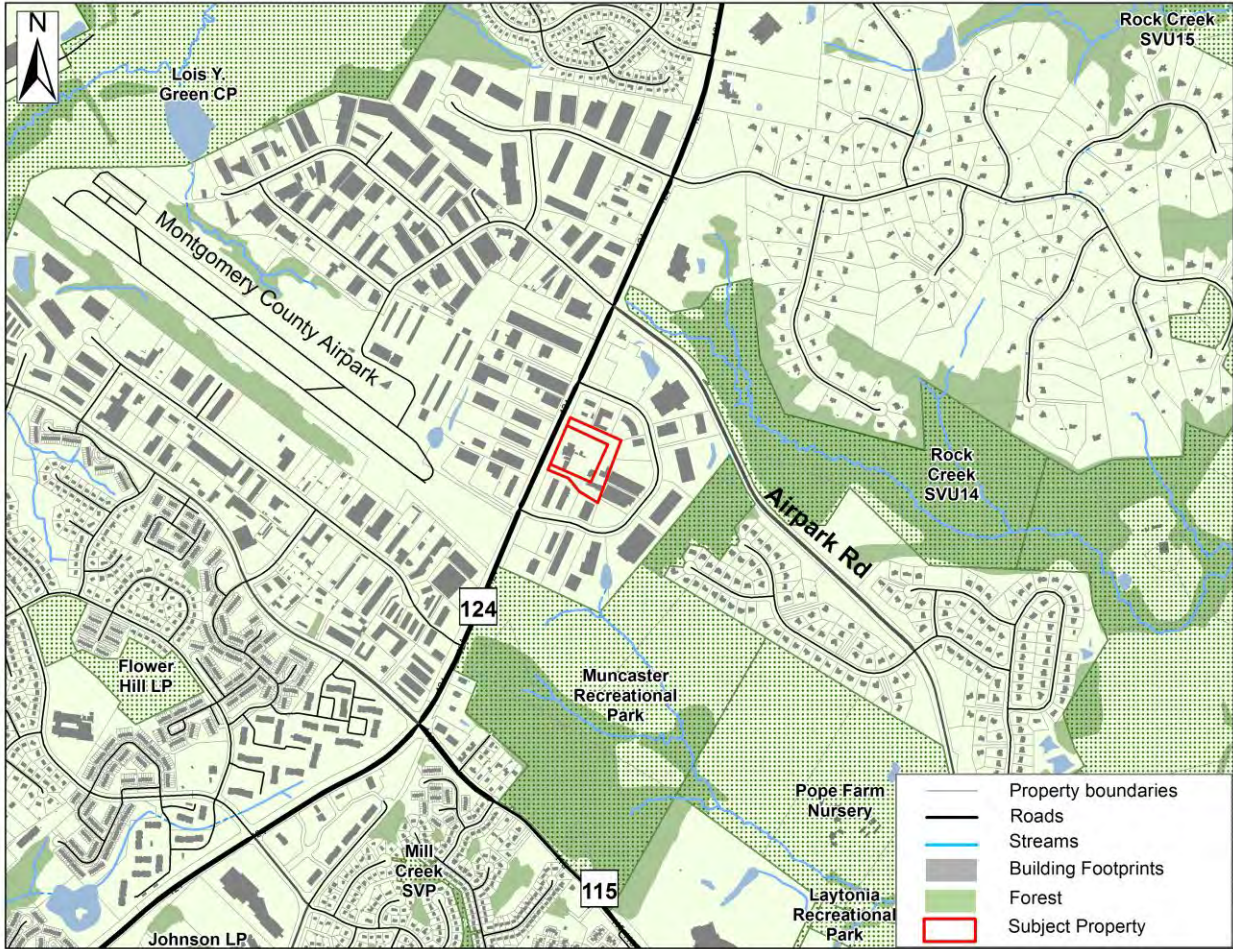 N
Lois Y.
Green CP
Rock Creek
SVU15
Montgomery County Airpark
Rock
Creek
SVU14
Airpark Rd
124
Flower
Hill LP
Muncaster
Recreational
Park
Pope Farm
Nursery
Mill
Creek
SVP
115
Laytonia
Recreational
Park
Johnson LP
Property boundaries
Roads
Streams
Building Footprints
Forest
Subject Property